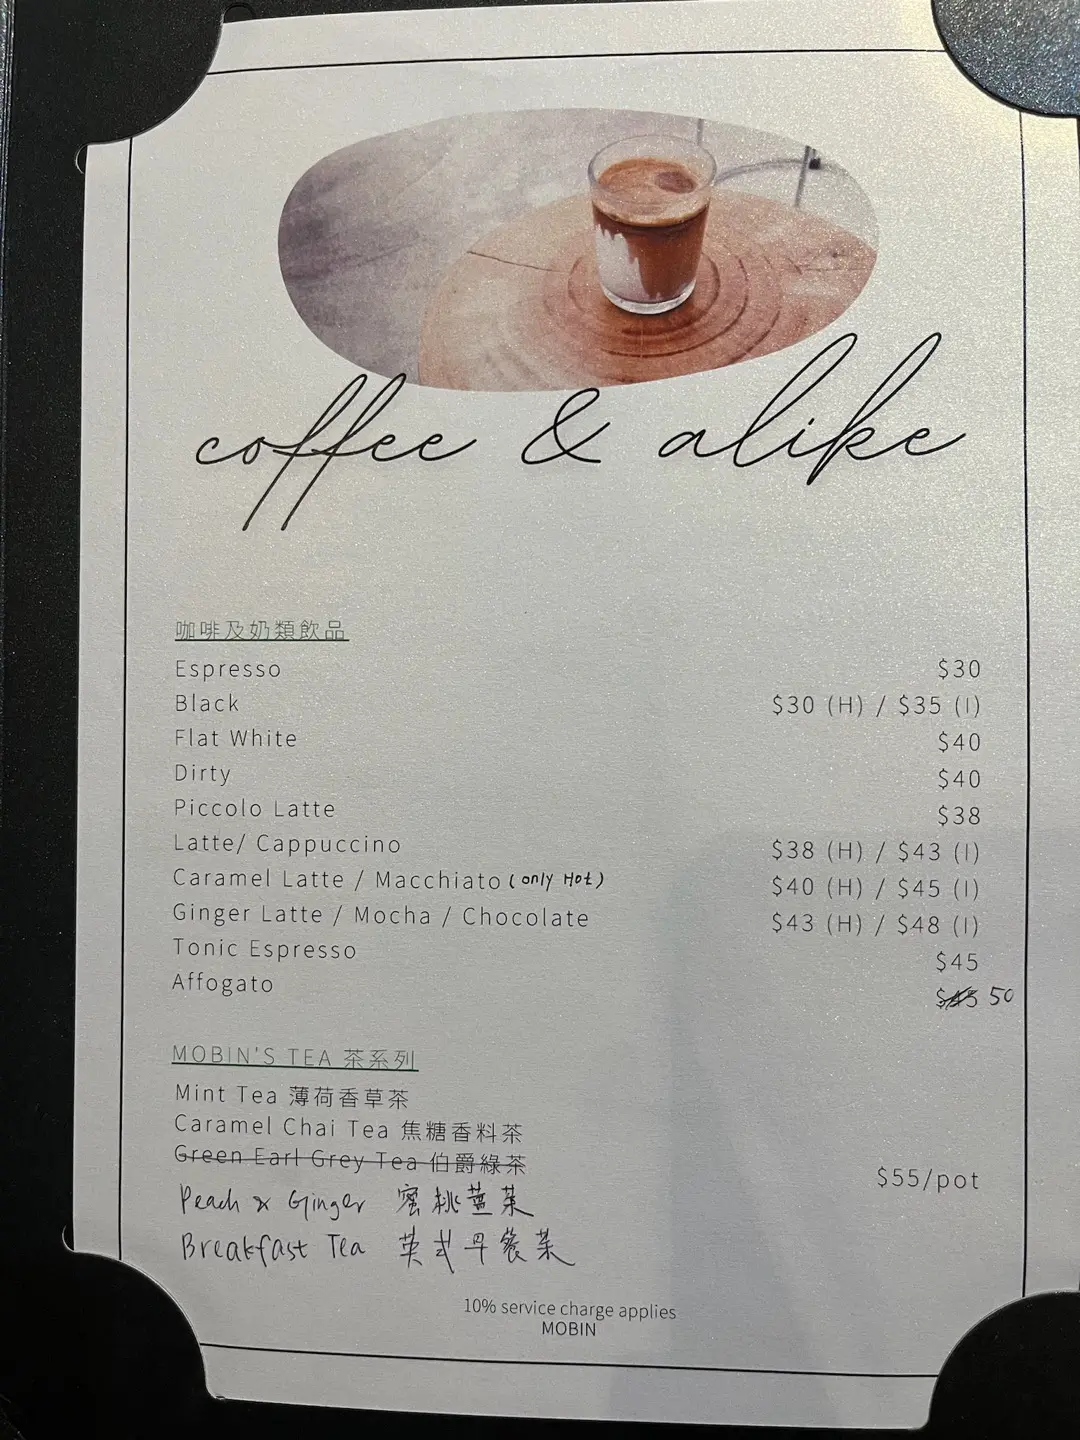 coffee & alike
咖啡及奶類飲品
Espresso $30
Black $30 (H) / $35 (I)
Flat White $40
Dirty $40
Piccolo Latte $38
Latte/ Cappuccino $38 (H) / $43 (I)
Caramel Latte / Macchiato (only Hot) $40 (H) / $45 (I)
Ginger Latte / Mocha / Chocolate $43 (H) / $48 (I)
Tonic Espresso $45
Affogato $ 50
MOBIN'S TEA 茶系列
Mint Tea 薄荷香草茶
Caramel Chai Tea 焦糖香料茶
Green Earl Grey Tea 伯爵綠茶
$55/pot
Peach & Ginger 蜜桃薑茶
Breakfast Tea 英式早餐茶
10% service charge applies
MOBIN